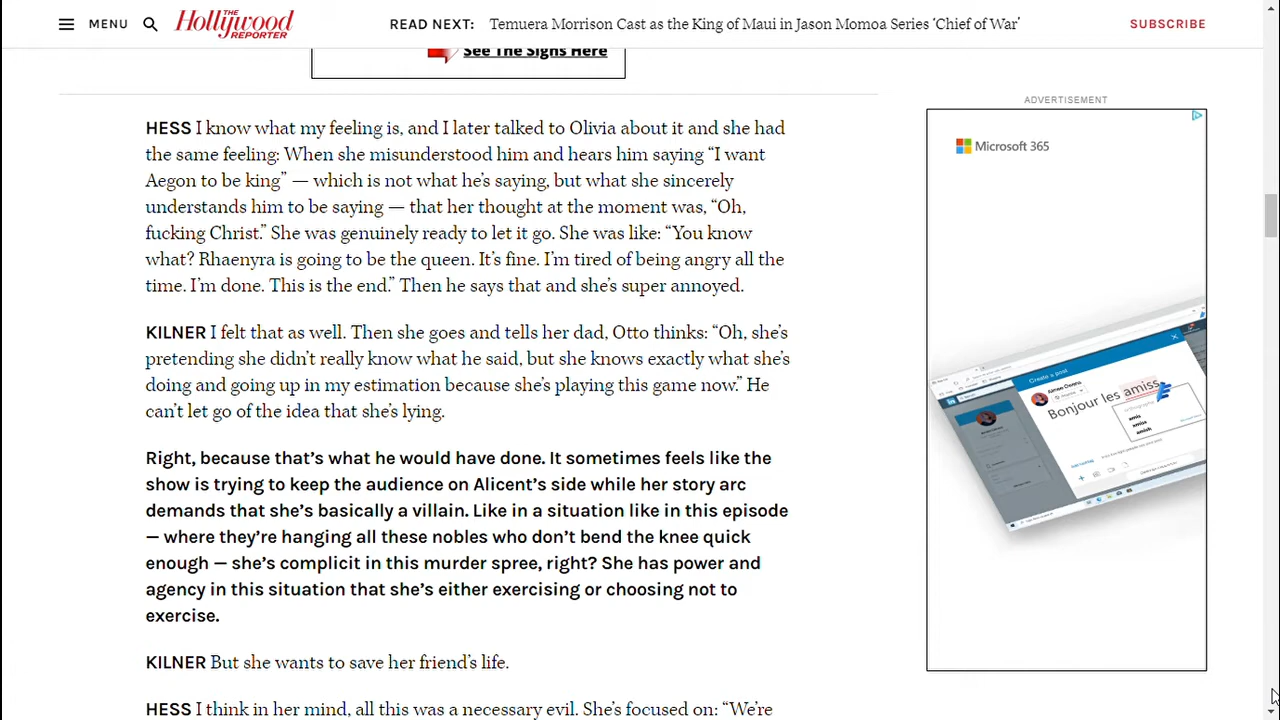 MENU
The Hollywood REPORTER
READ NEXT: Temuera Morrison Cast as the King of Maui in Jason Momoa Series ‘Chief of War’
SUBSCRIBE
See The Signs Here
HESS I know what my feeling is, and I later talked to Olivia about it and she had
the same feeling: When she misunderstood him and hears him saying “I want
Aegon to be king” — which is not what he’s saying, but what she sincerely
understands him to be saying — that her thought at the moment was, “Oh,
fucking Christ.” She was genuinely ready to let it go. She was like: “You know
what? Rhaenyra is going to be the queen. It’s fine. I’m tired of being angry all the
time. I’m done. This is the end.” Then he says that and she’s super annoyed.
KILNER I felt that as well. Then she goes and tells her dad, Otto thinks: “Oh, she’s
pretending she didn’t really know what he said, but she knows exactly what she’s
doing and going up in my estimation because she’s playing this game now.” He
can’t let go of the idea that she’s lying.
Right, because that’s what he would have done. It sometimes feels like the
show is trying to keep the audience on Alicent’s side while her story arc
demands that she’s basically a villain. Like in a situation like in this episode
— where they’re hanging all these nobles who don’t bend the knee quick
enough — she’s complicit in this murder spree, right? She has power and
agency in this situation that she’s either exercising or choosing not to
exercise.
KILNER But she wants to save her friend’s life.
HESS I think in her mind, all this was a necessary evil. She’s focused on: “We’re
ADVERTISEMENT
Microsoft 365
Create a post
Bonjour les amiss
amis
amiss
amish